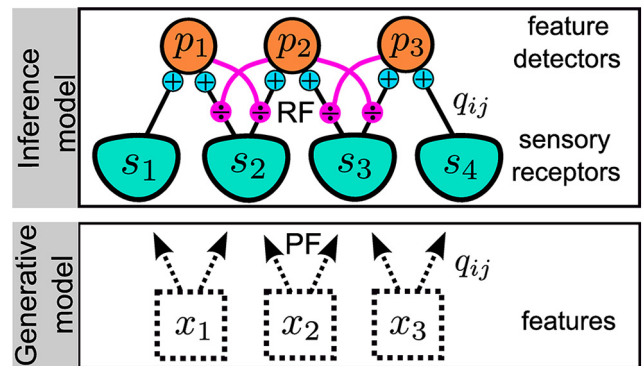 Inference
model
p1 p2 p3
feature
detectors
+ + + + + +
÷ ÷ ÷ ÷
RF
qij
s1 s2 s3 s4
sensory
receptors
Generative
model
PF
qij
x1 x2 x3
features